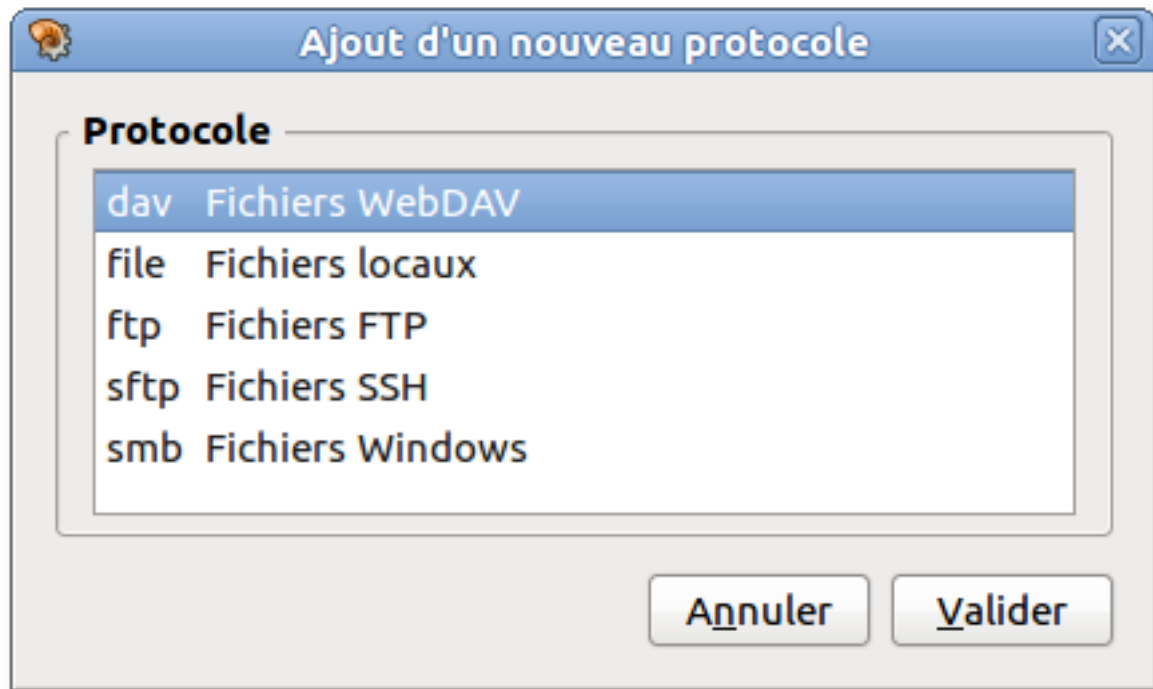 Ajout d'un nouveau protocole
Protocole
dav Fichiers WebDAV
file Fichiers locaux
ftp Fichiers FTP
sftp Fichiers SSH
smb Fichiers Windows
Annuler Valider